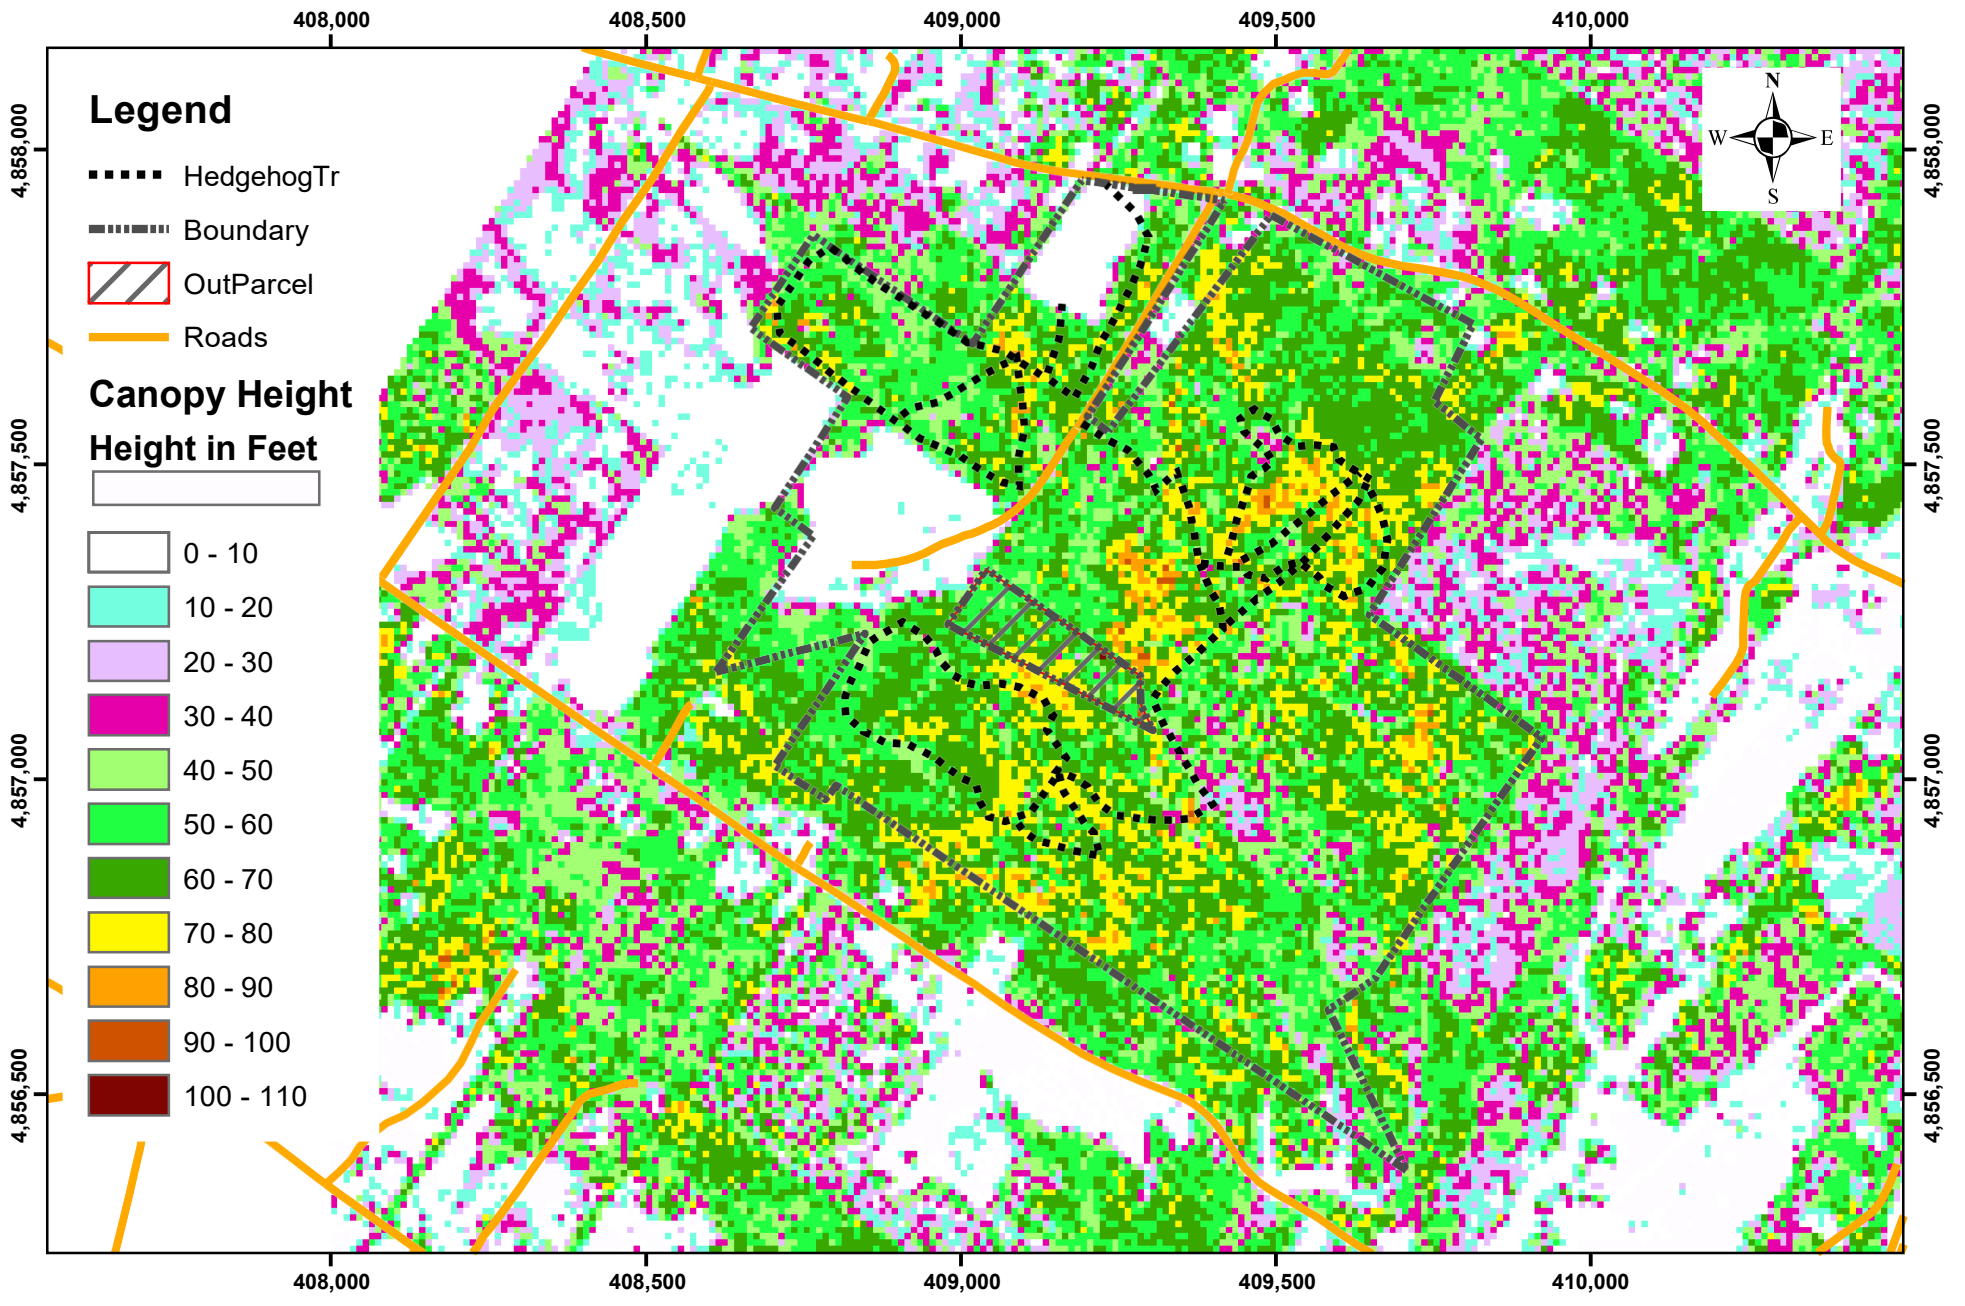 408,000 408,500 409,000 409,500 410,000
Legend
HedgehogTr
Boundary
OutParcel
Roads
Canopy Height
Height in Feet
0 - 10
10 - 20
20 - 30
30 - 40
40 - 50
50 - 60
60 - 70
70 - 80
80 - 90
90 - 100
100 - 110
N
W E
S
4,858,000
4,857,500
4,857,000
4,856,500
4,858,000
4,857,500
4,857,000
4,856,500
408,000 408,500 409,000 409,500 410,000